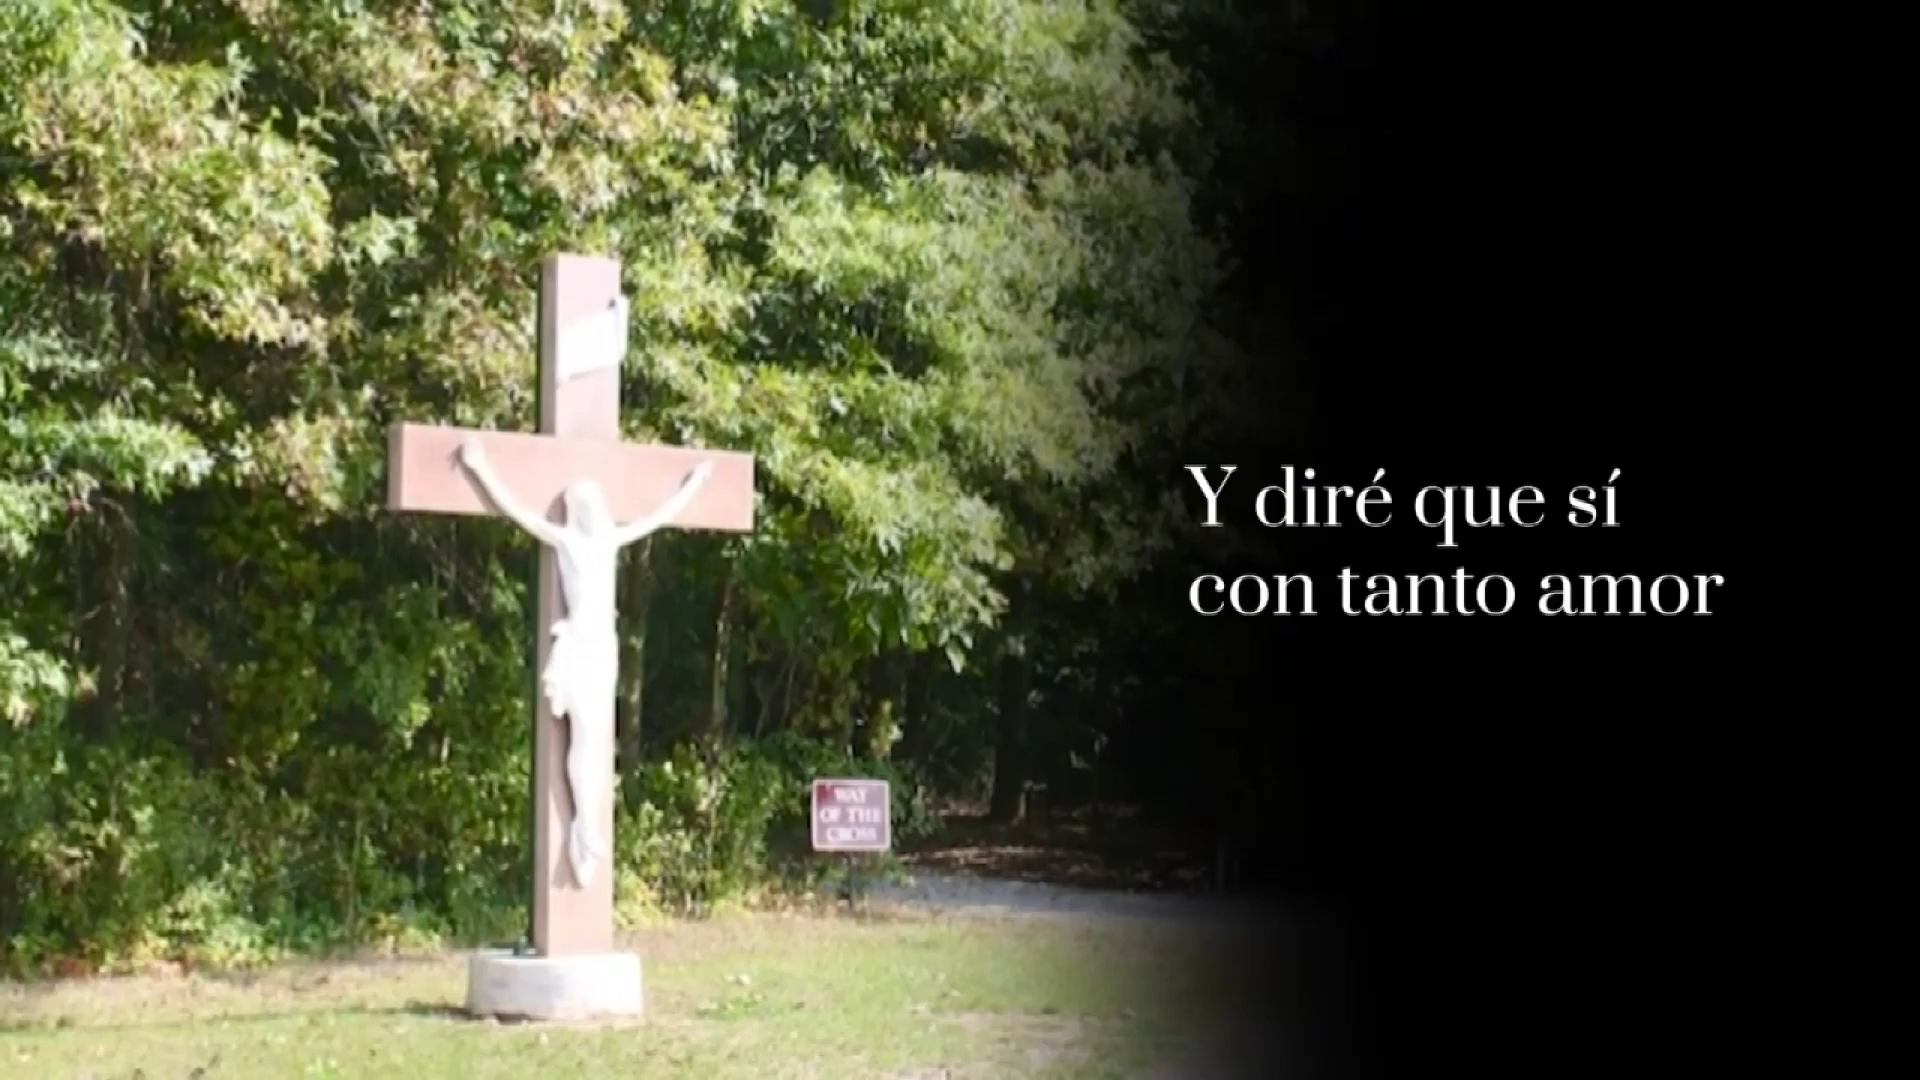 Y diré que sí
con tanto amor
WAY
OF THE
CROSS